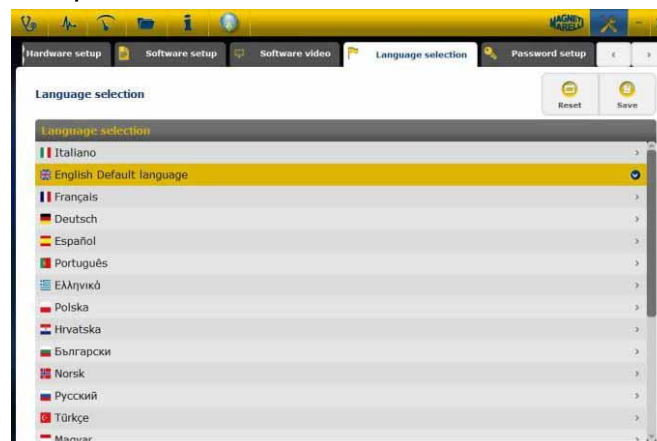 MAGNETI MARELLI
Hardware setup Software setup Software video Language selection Password setup
Language selection
Reset Save
Language selection
Italiano
English Default language
Français
Deutsch
Español
Português
Ελληνικά
Polska
Hrvatska
Български
Norsk
Русский
Türkçe
Magyar